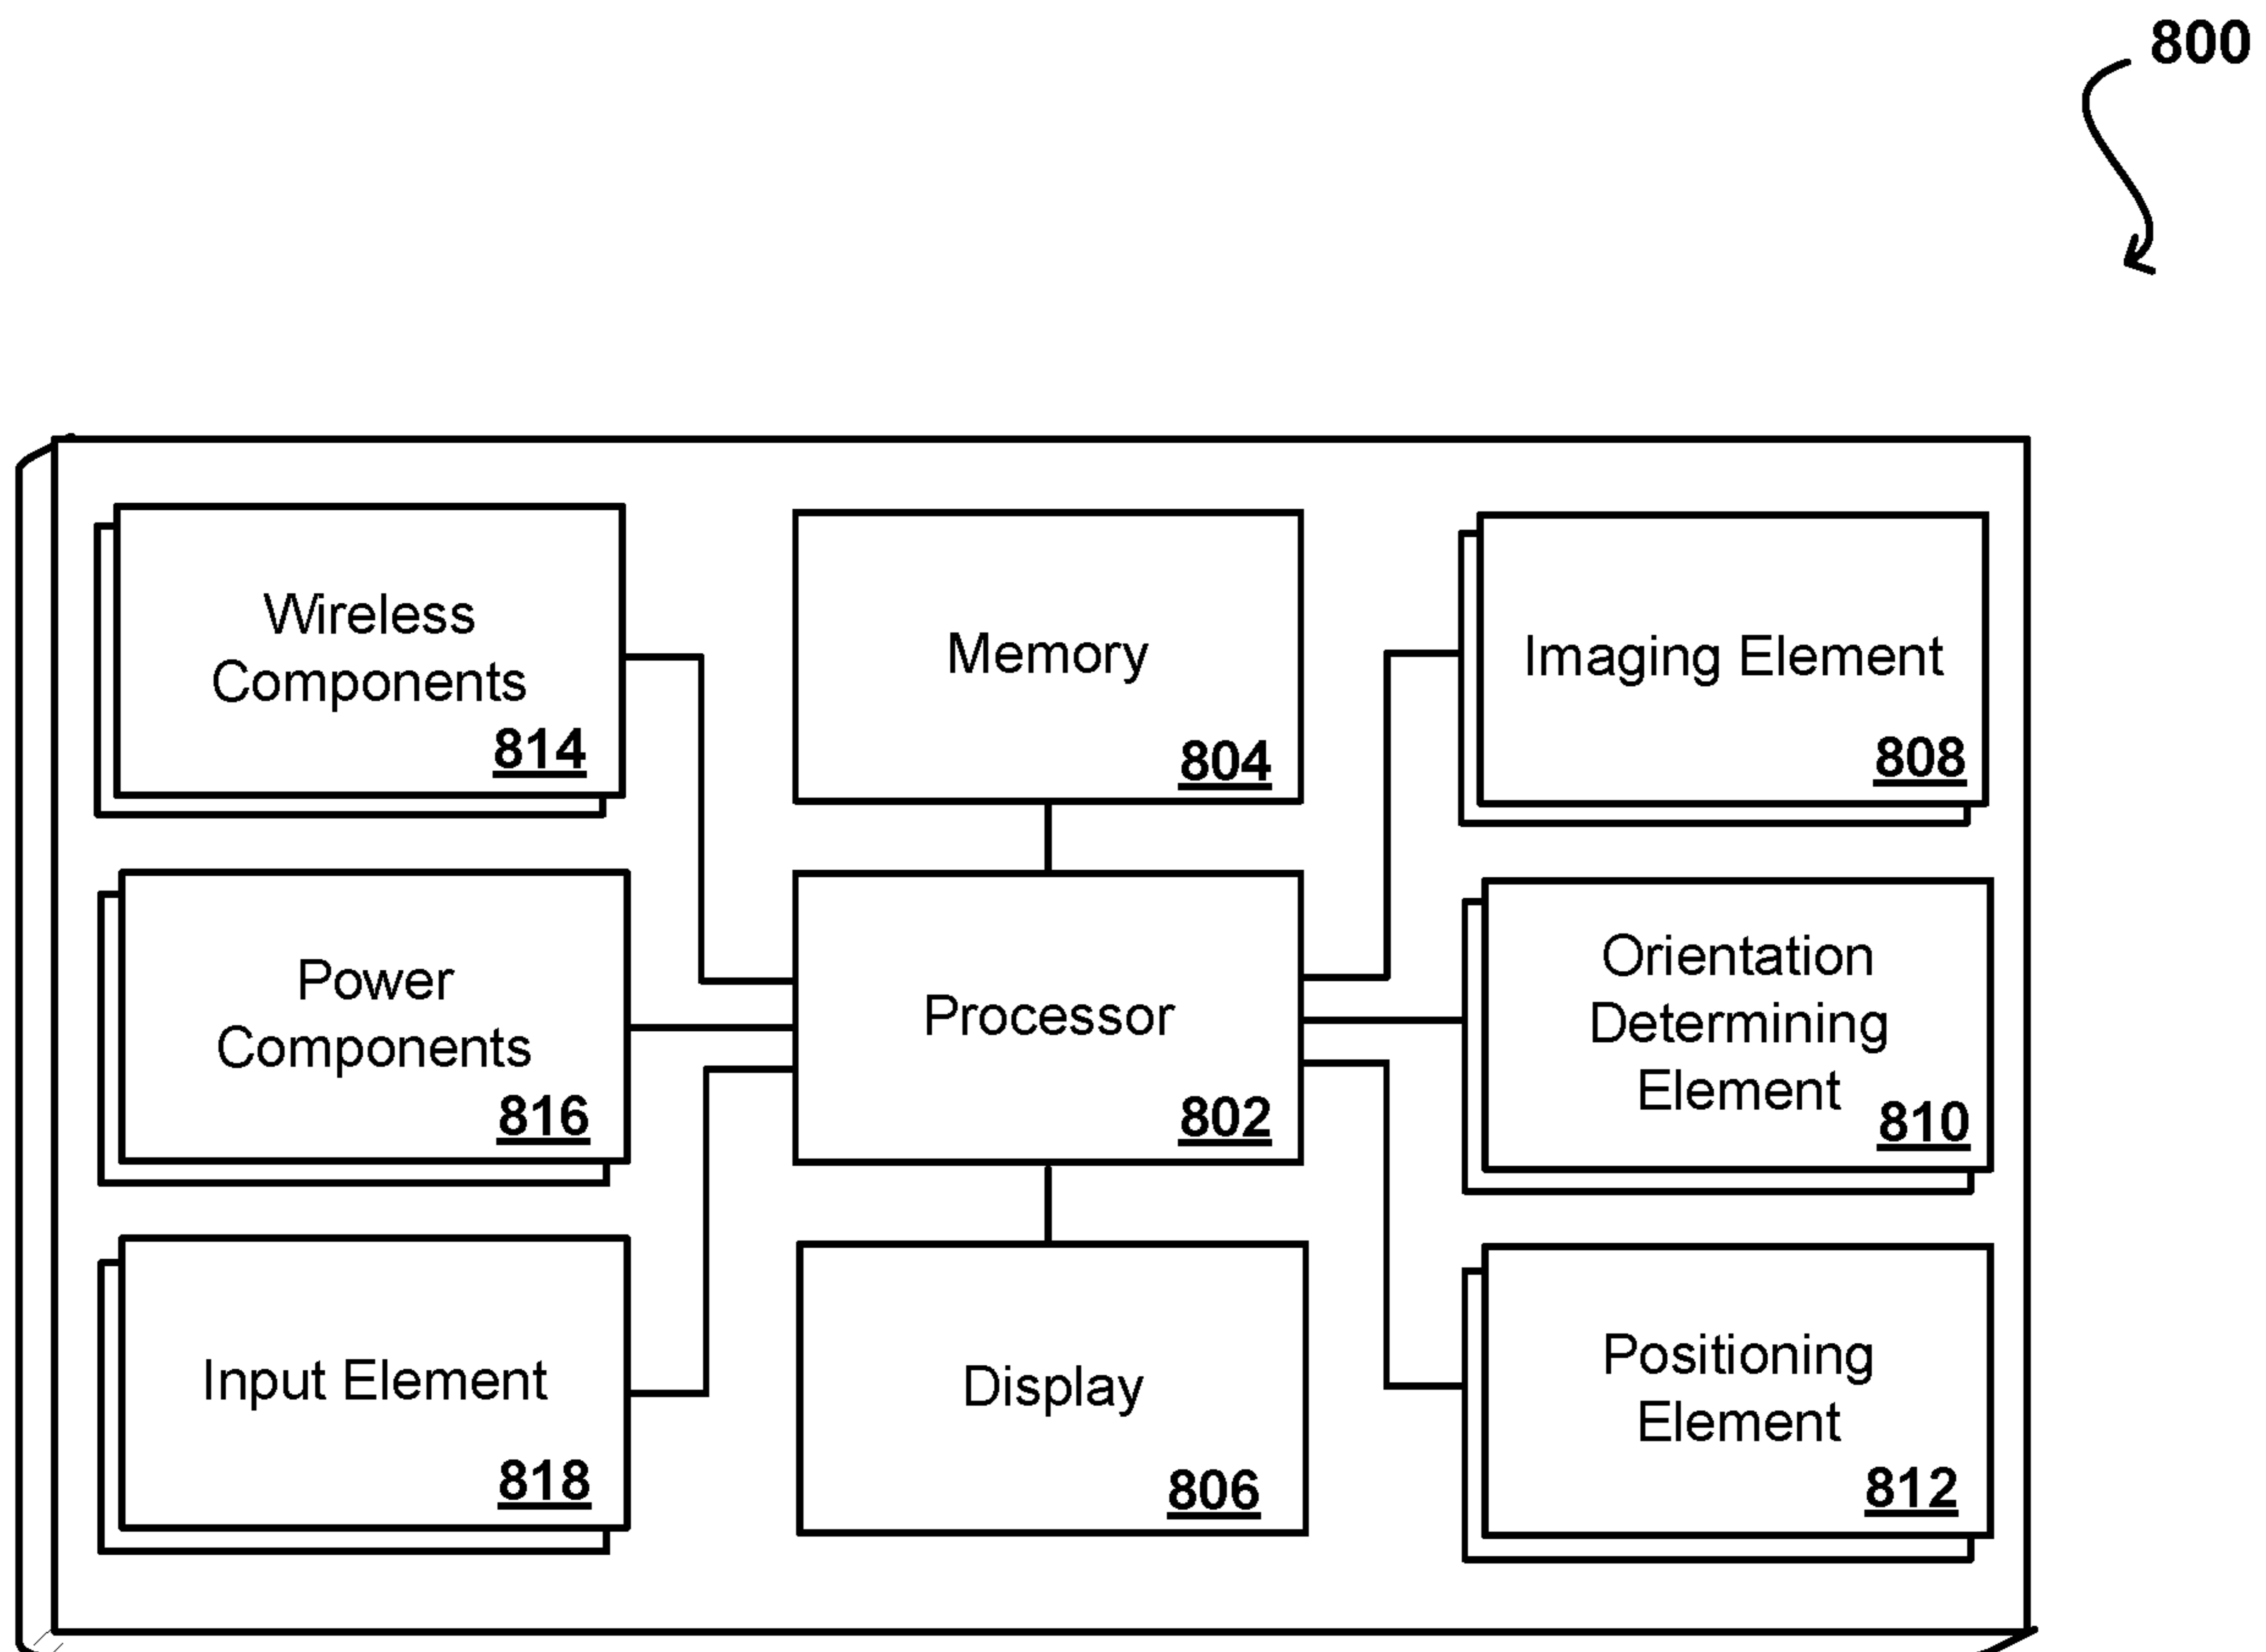 800
Wireless
Components
814
Memory
804
Imaging Element
808
Power
Components
816
Processor
802
Orientation
Determining
Element
810
Input Element
818
Display
806
Positioning
Element
812